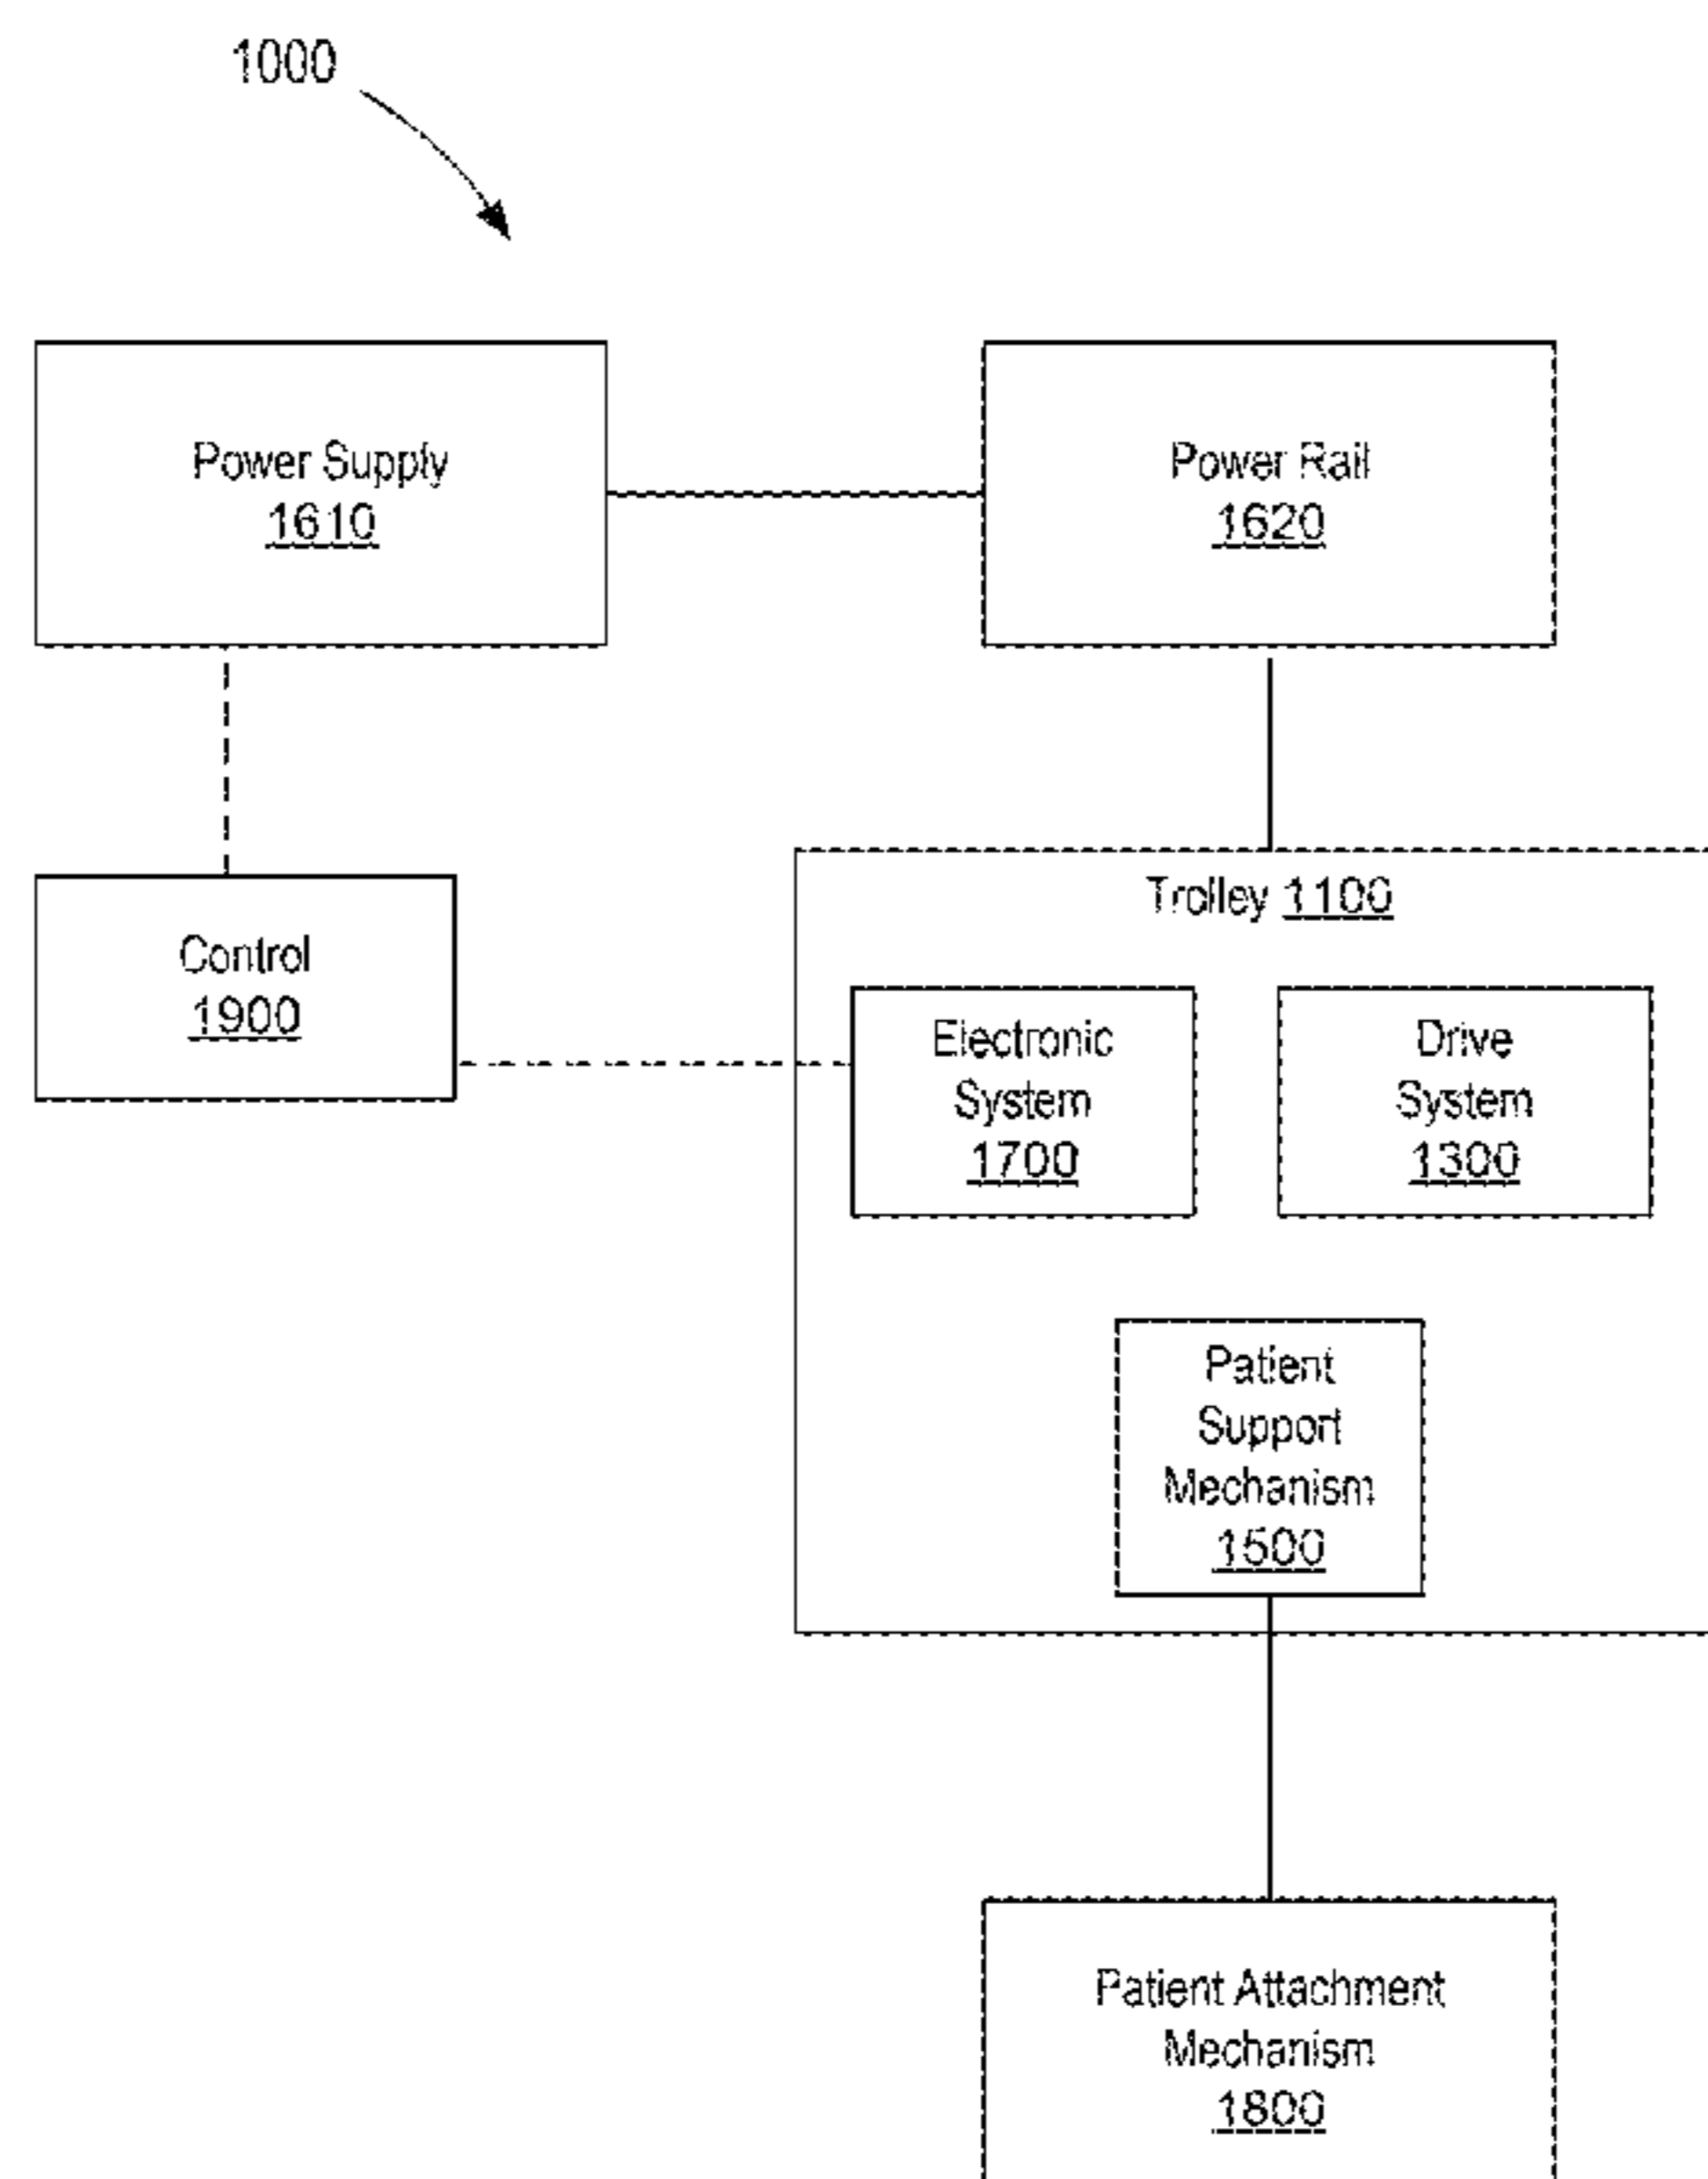 1000
Power Supply
1610
Power Rail
1620
Control
1900
Trolley 1100
Electronic
System
1700
Drive
System
1300
Patient
Support
Mechanism
1500
Patient Attachment
Mechanism
1800